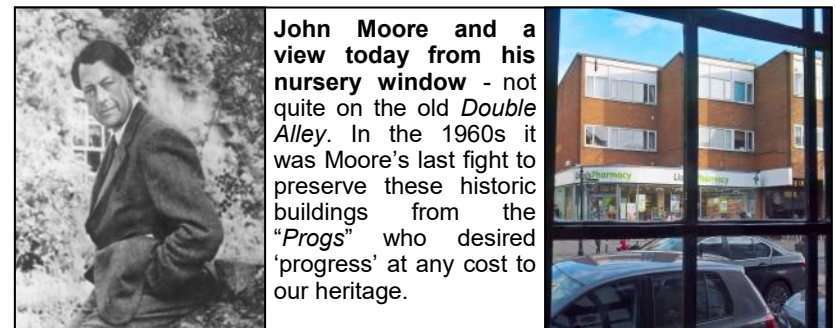 John Moore and a
view today from his
nursery window - not
quite on the old Double
Alley. In the 1960s it
was Moore's last fight to
preserve these historic
buildings from the
“Progs” who desired
‘progress’ at any cost to
our heritage.
Pharmacy